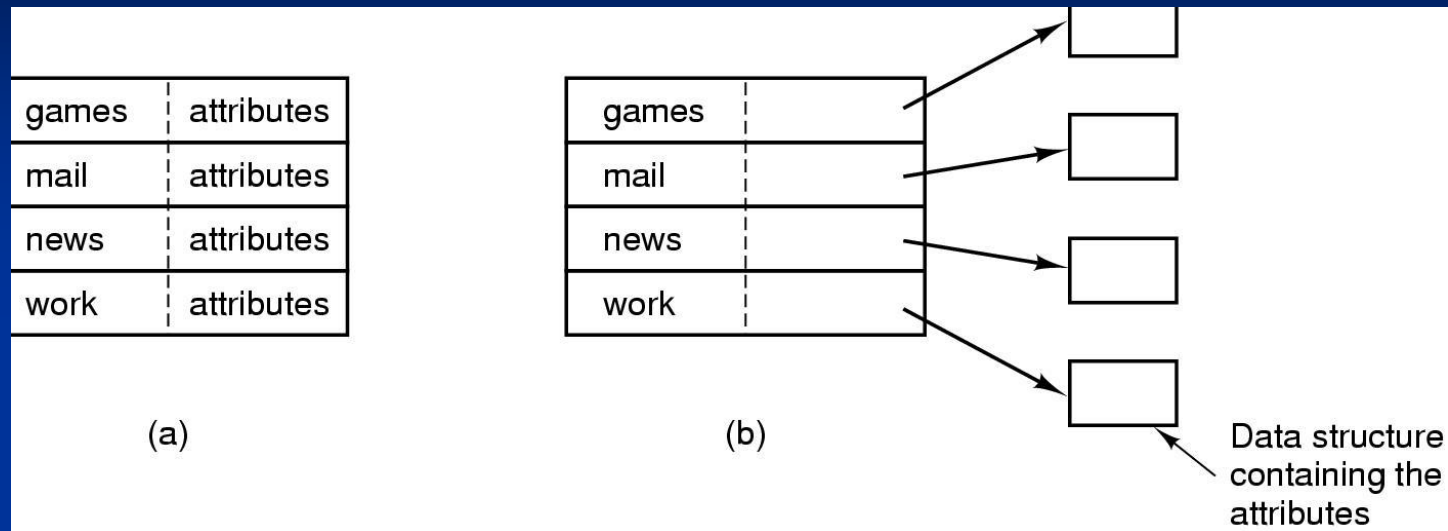 games attributes
mail attributes
news attributes
work attributes
(a)
games
mail
news
work
(b)
Data structure
containing the
attributes